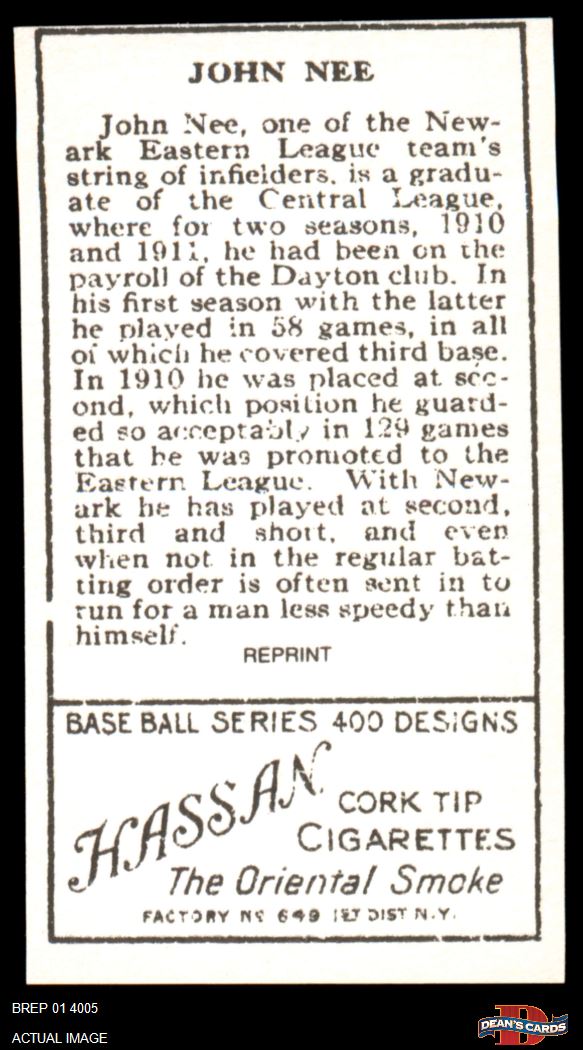 JOHN NEE
John Nee, one of the New-
ark Eastern League team's
string of infielders, is a gradu-
ate of the Central League,
where for two seasons, 1910
and 1911, he had been on the
payroll of the Dayton club. In
his first season with the latter
he played in 58 games, in all
of which he covered third base.
In 1910 he was placed at sec-
ond, which position he guard-
ed so acceptably in 129 games
that he was promoted to the
Eastern League. With New-
ark he has played at second,
third and short, and even
when not in the regular bat-
ting order is often sent in to
run for a man less speedy than
himself.
REPRINT
BASE BALL SERIES 400 DESIGNS
HASSAN
CORK TIP
CIGARETTES
The Oriental Smoke
FACTORY No 649 1ST DIST N.Y.
BREP 01 4005
ACTUAL IMAGE
D
DEAN'S CARDS